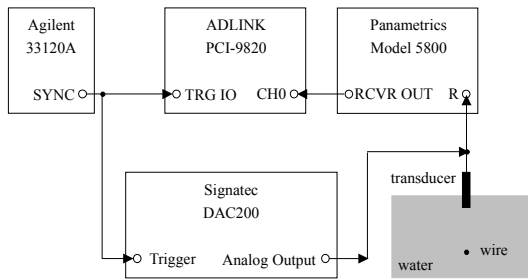 Agilent
33120A
SYNC
ADLINK
PCI-9820
TRG IO
CH0
Panametrics
Model 5800
RCVR OUT
R
Signatec
DAC200
Trigger
Analog Output
transducer
water
wire